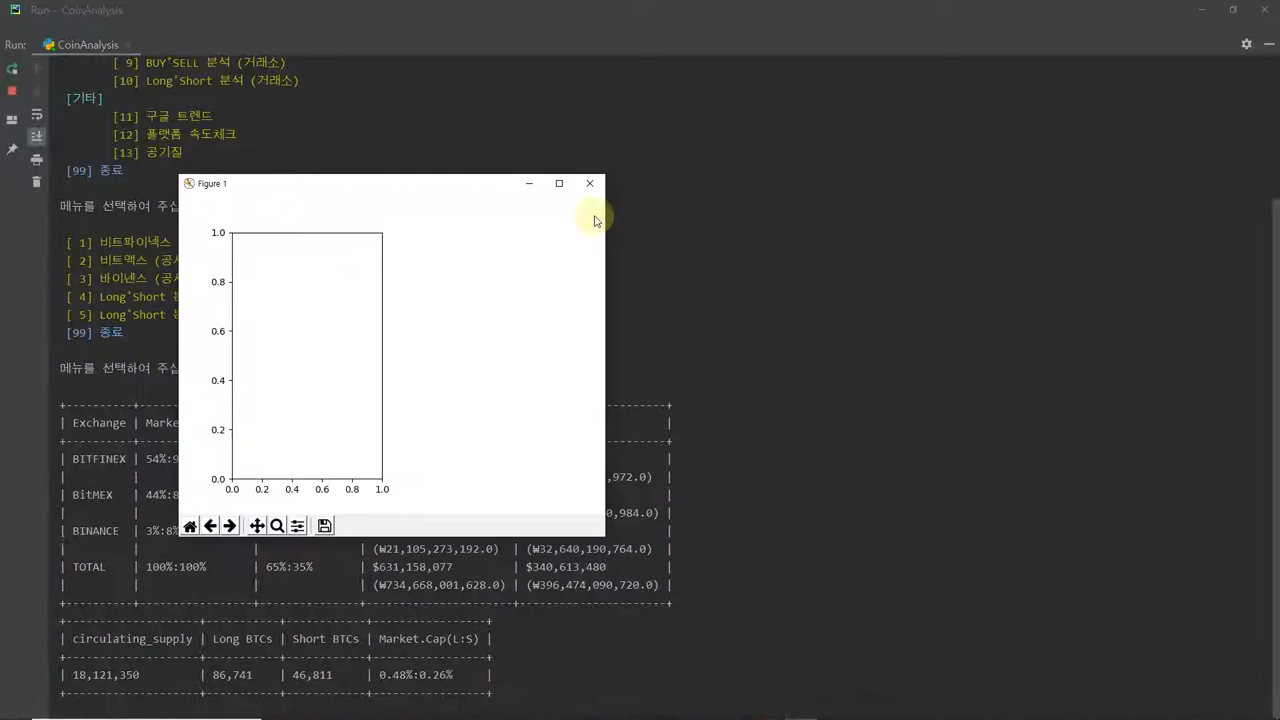 Run – CoinAnalysis
Run: CoinAnalysis
[ 9] BUY°SELL 분석 (거래소)
[10] Long°Short 분석 (거래소)
[기타]
[11] 구글 트렌드
[12] 플랫폼 속도체크
[13] 공기질
[99] 종료
메뉴를 선택하여 주십
[ 1] 비트파이넥스
[ 2] 비트맥스 (공시
[ 3] 바이낸스 (공시
[ 4] Long°Short 분
[ 5] Long°Short 분
[99] 종료
메뉴를 선택하여 주십
Figure 1
1.0
0.8
0.6
0.4
0.2
0.0
0.0 0.2 0.4 0.6 0.8 1.0
| Exchange | Marke |
| BITFINEX | 54%:9 |
,972.0) |
| BitMEX | 44%:8 |
0,984.0) |
| BINANCE | 3%:8% |
| | | | (₩21,105,273,192.0) | (₩32,640,190,764.0) |
| TOTAL | 100%:100% | 65%:35% | $631,158,077 | $340,613,480 |
| | | | (₩734,668,001,628.0) | (₩396,474,090,720.0) |
| circulating_supply | Long BTCs | Short BTCs | Market.Cap(L:S) |
| 18,121,350 | 86,741 | 46,811 | 0.48%:0.26% |